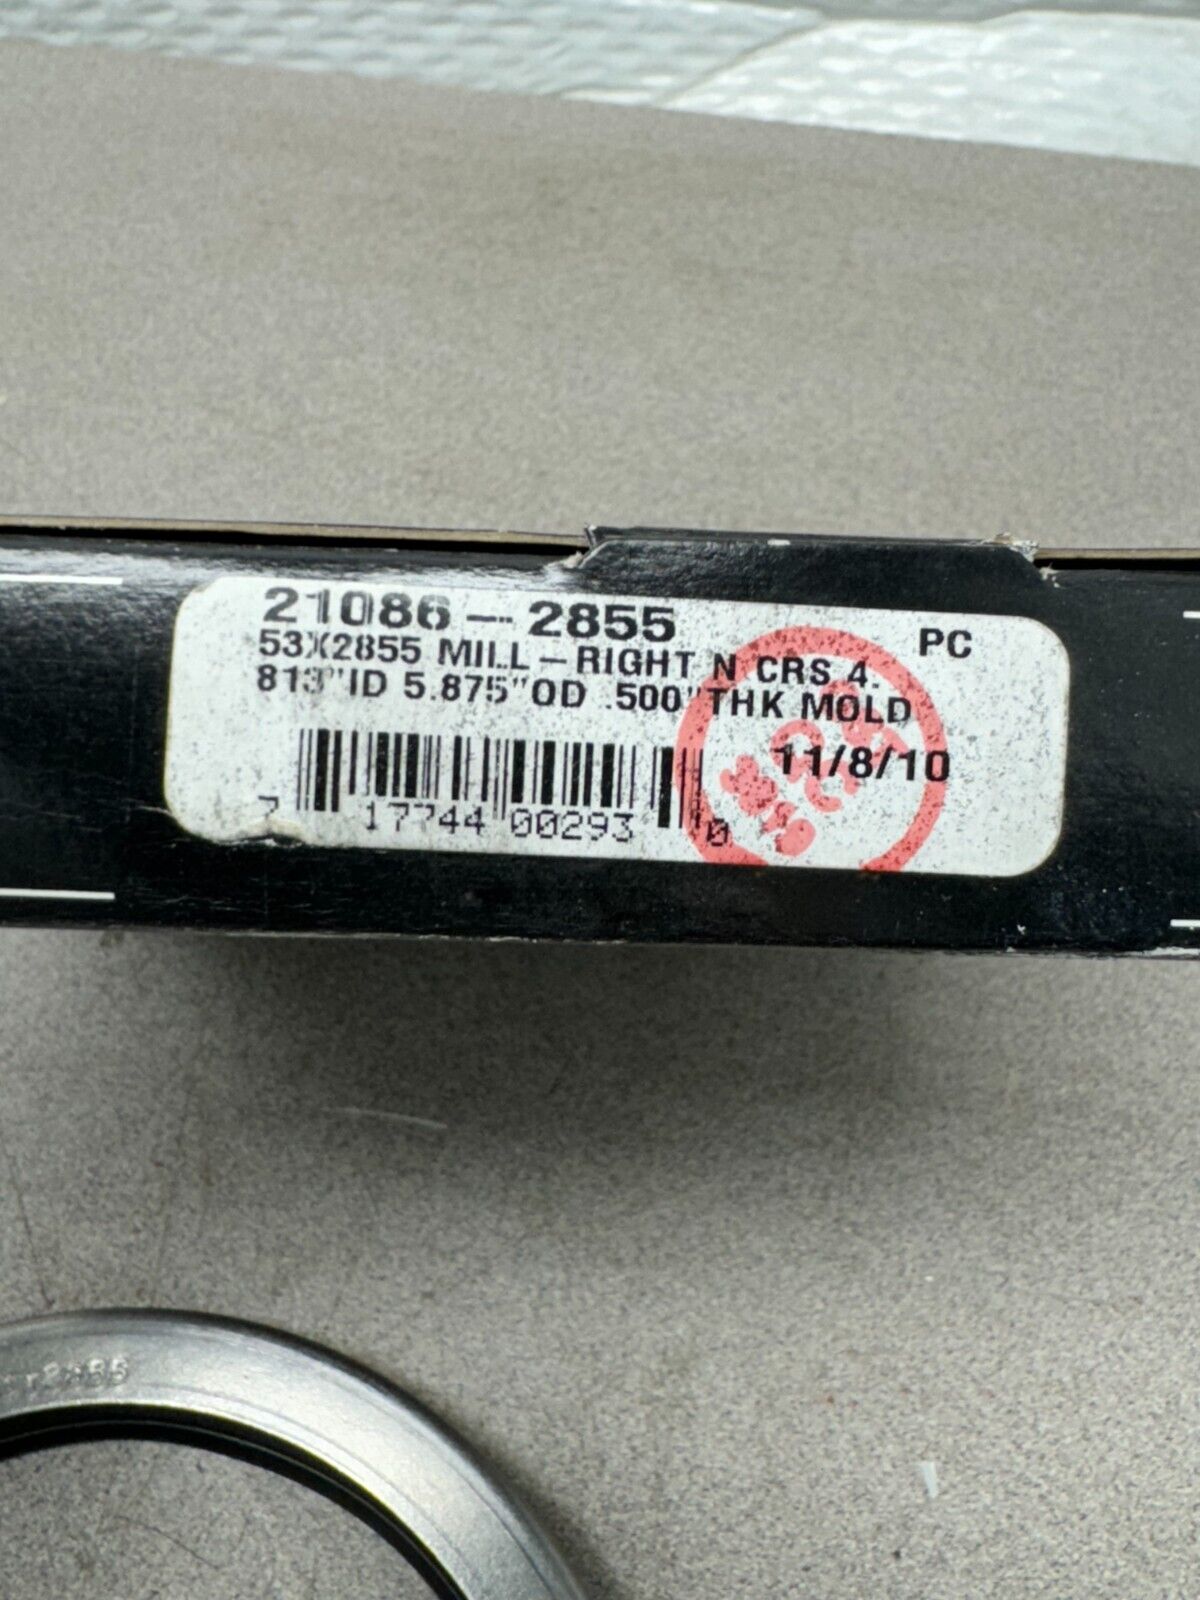 21086-2855
PC
53X2855 MILL-RIGHT N CRS 4.
813"ID 5.875"OD .500"THK MOLD
11/8/10
7 17744 00293 0
2855